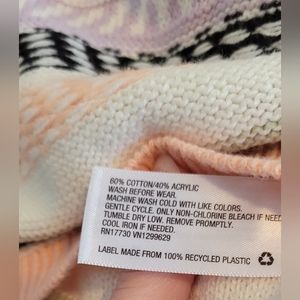 60% COTTON/40% ACRYLIC
WASH BEFORE WEAR.
MACHINE WASH COLD WITH LIKE COLORS.
GENTLE CYCLE. ONLY NON-CHLORINE BLEACH IF NEE
TUMBLE DRY LOW. REMOVE PROMPTLY.
COOL IRON IF NEEDED.
RN17730 VN1299629
LABEL MADE FROM 100% RECYCLED PLASTIC